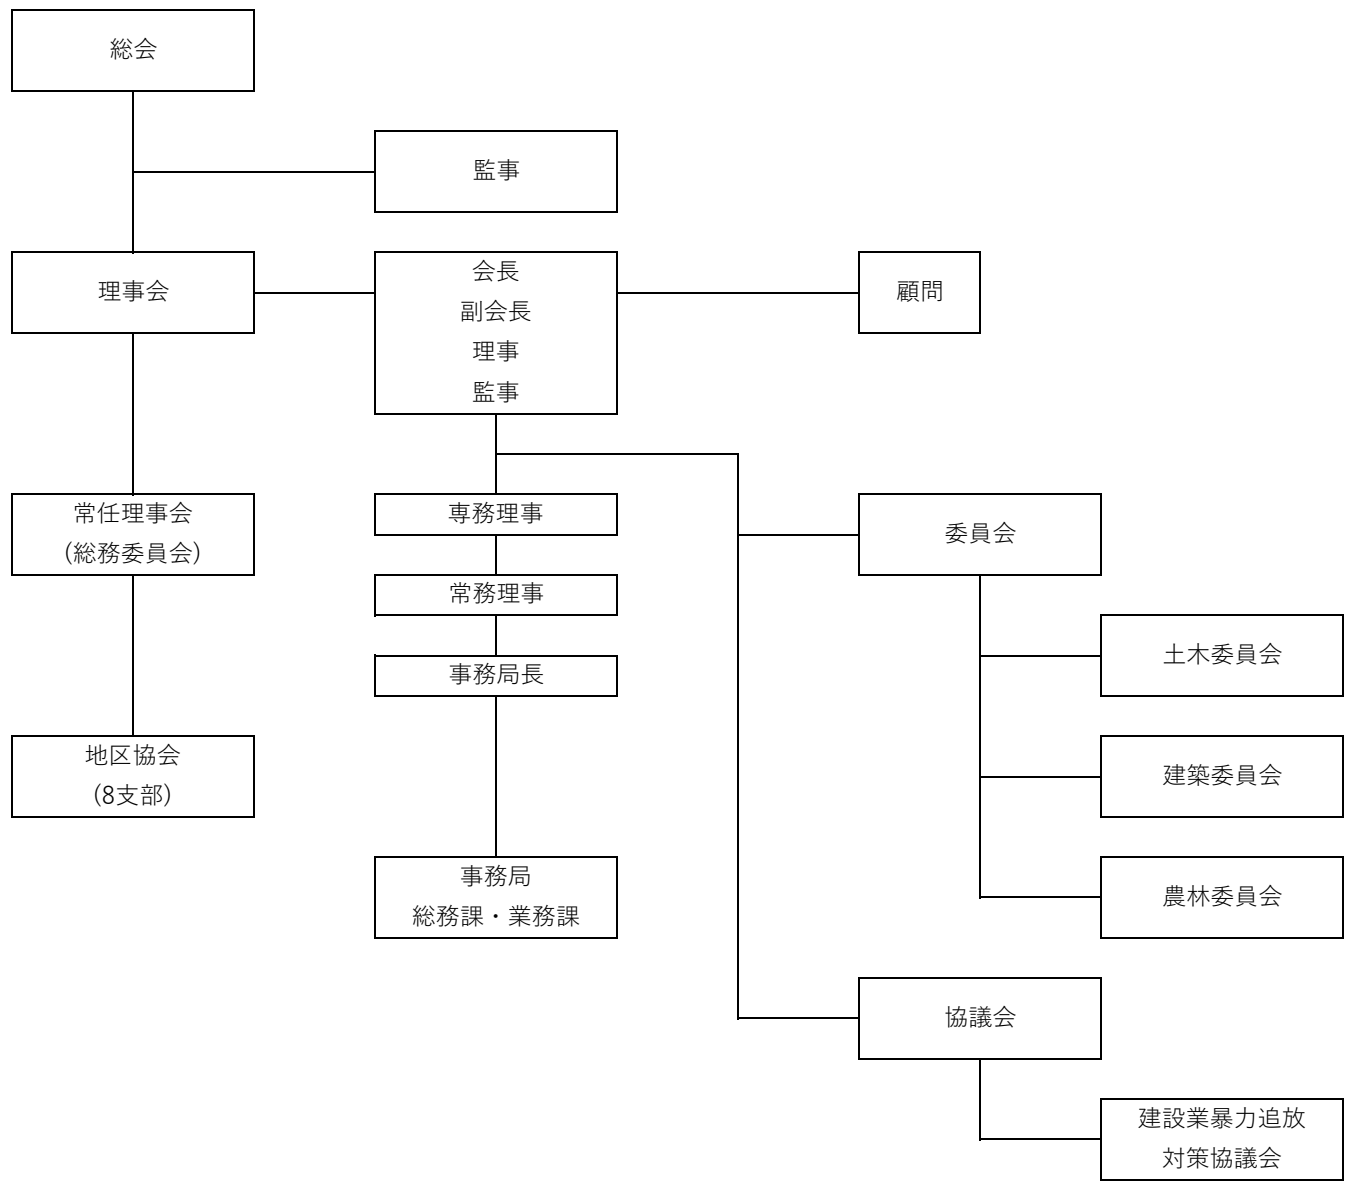 総会
監事
理事会
会長
副会長
理事
監事
顧問
常任理事会
(総務委員会)
専務理事
常務理事
事務局長
委員会
土木委員会
地区協会
(8支部)
建築委員会
事務局
総務課・業務課
農林委員会
協議会
建設業暴力追放
対策協議会